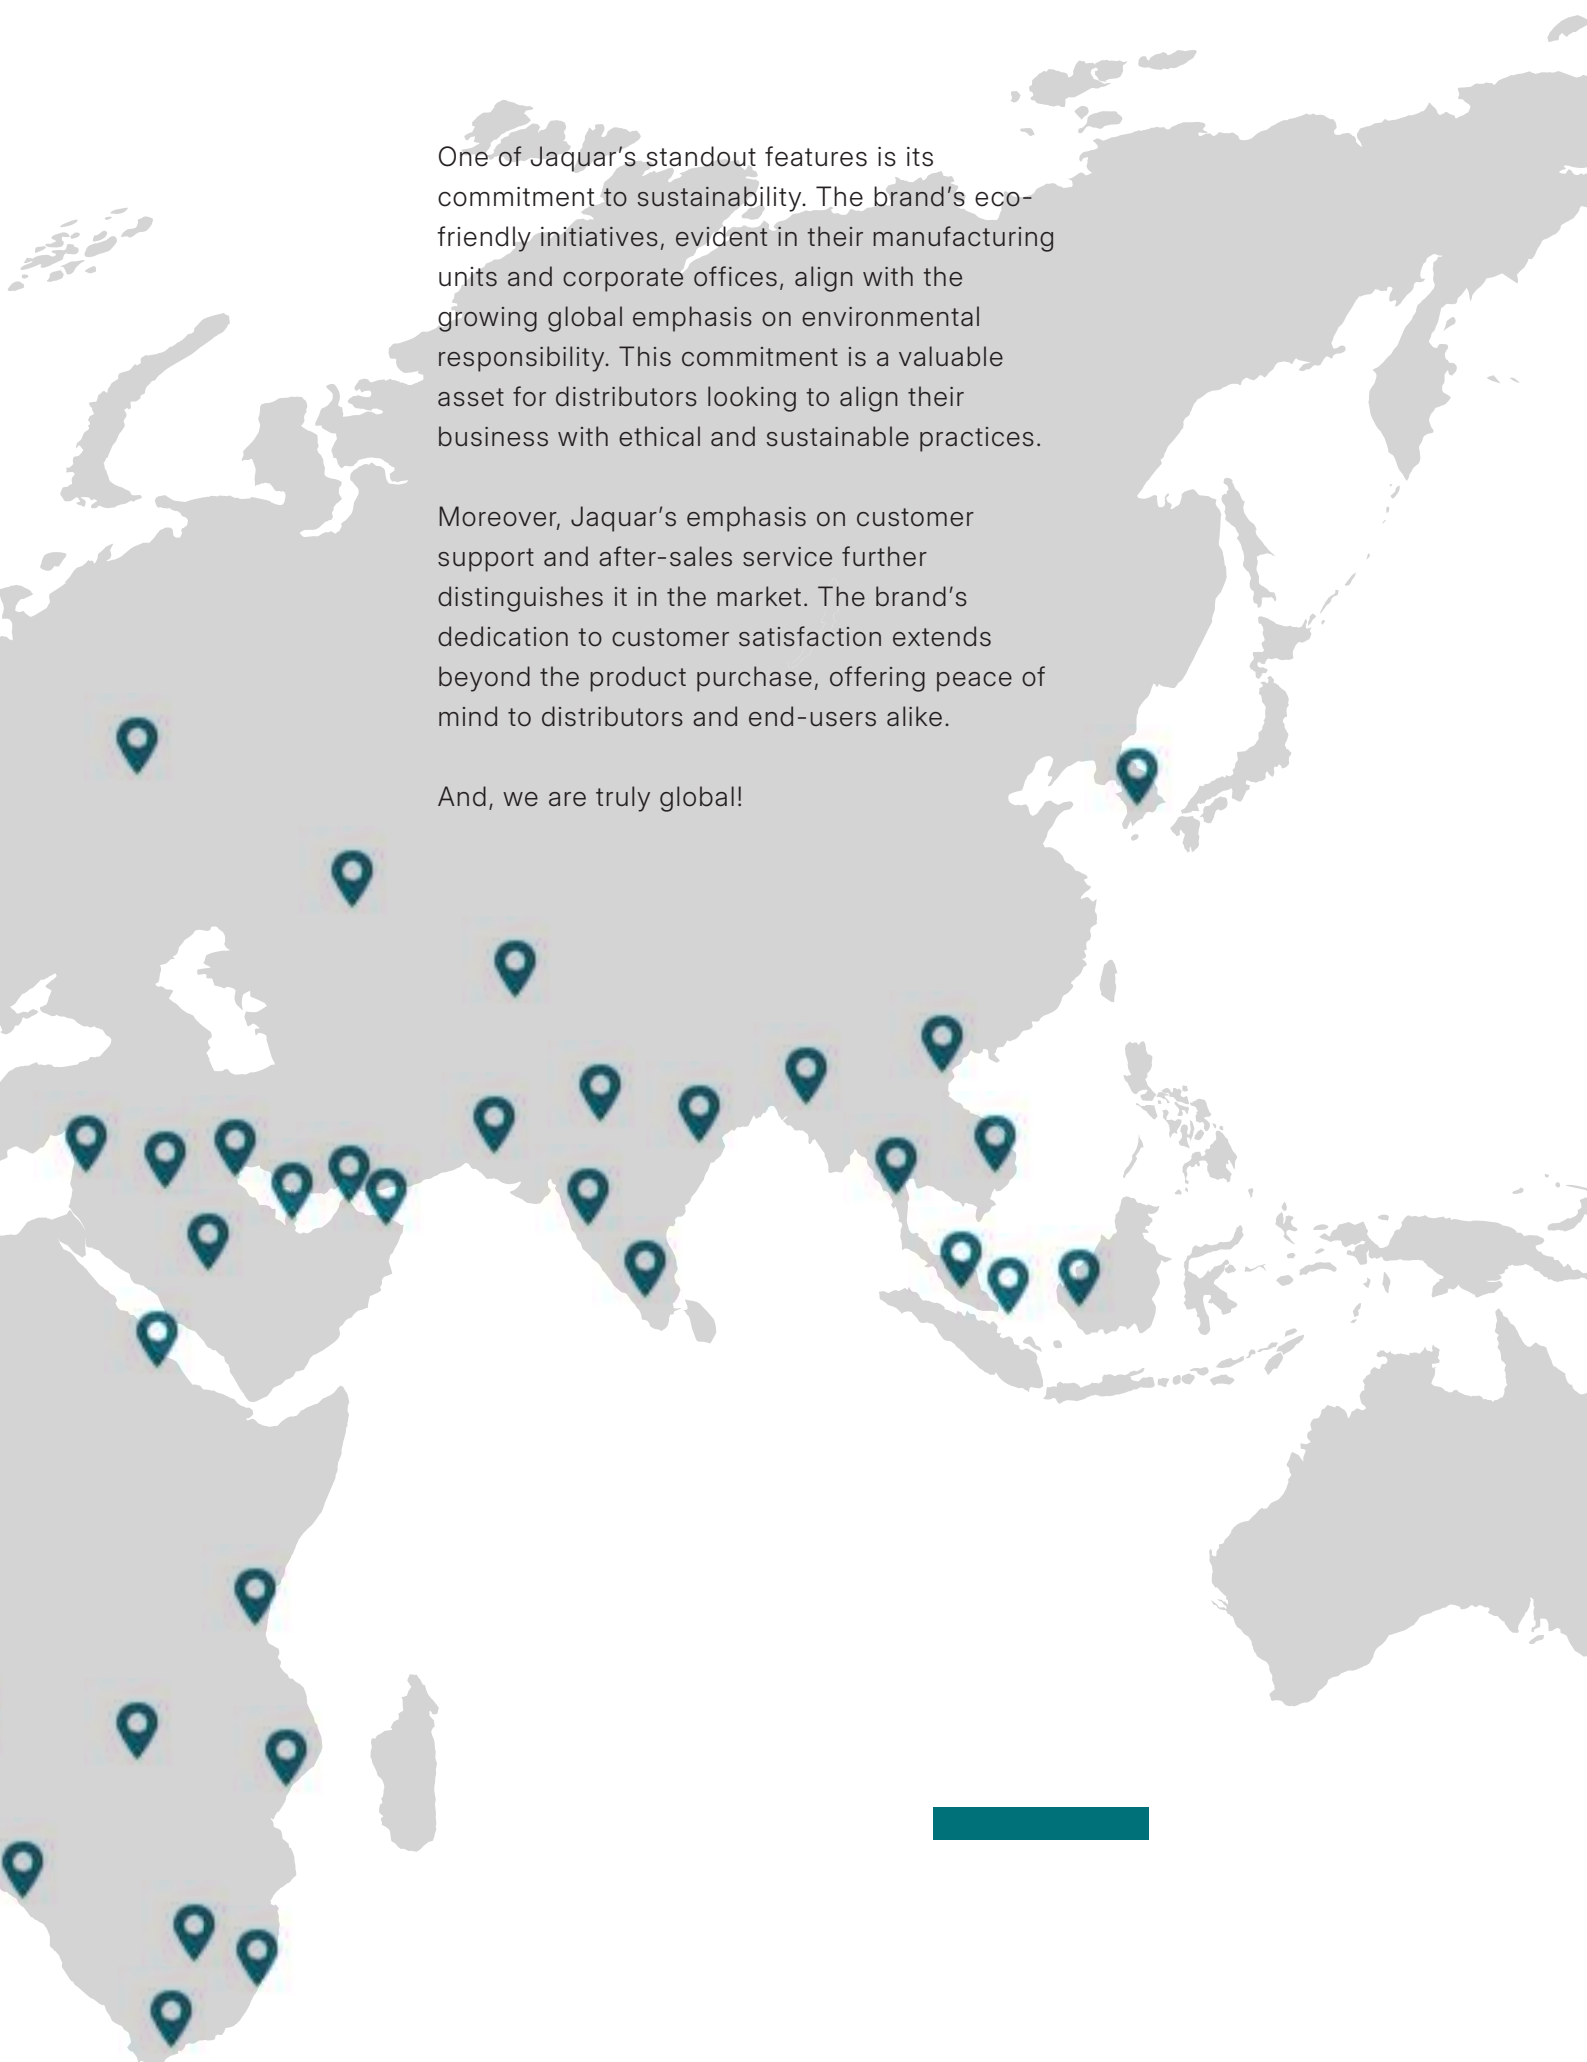 One of Jaquar’s standout features is its
commitment to sustainability. The brand’s eco-
friendly initiatives, evident in their manufacturing
units and corporate offices, align with the
growing global emphasis on environmental
responsibility. This commitment is a valuable
asset for distributors looking to align their
business with ethical and sustainable practices.
Moreover, Jaquar’s emphasis on customer
support and after-sales service further
distinguishes it in the market. The brand’s
dedication to customer satisfaction extends
beyond the product purchase, offering peace of
mind to distributors and end-users alike.
And, we are truly global!